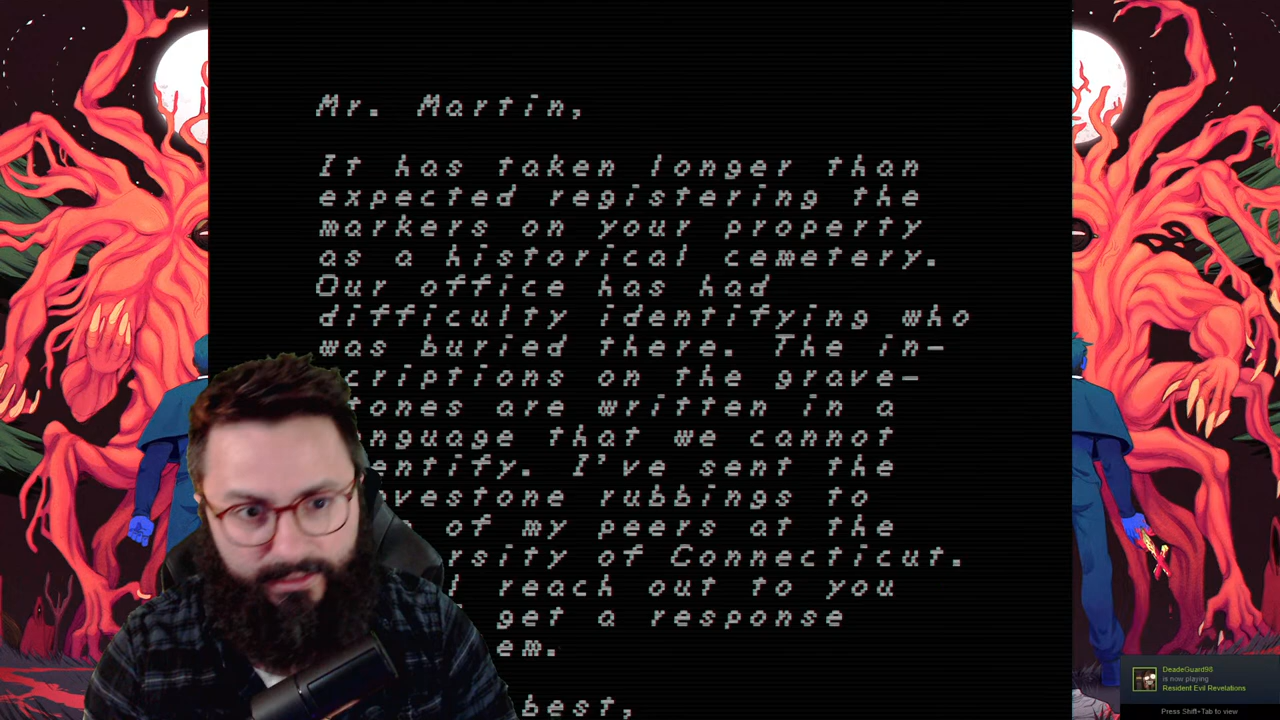 Mr. Martin,
It has taken longer than
expected registering the
markers on your property
as a historical cemetery.
Our office has had
difficulty identifying who
was buried there. The in-
criptions on the grave-
tones are written in a
nguage that we cannot
entify. I've sent the
vestone rubbings to
of my peers at the
rsity of Connecticut.
reach out to you
get a response
em.
best,
DeadeGuard98
is now playing
Resident Evil Revelations
Press Shift+Tab to view